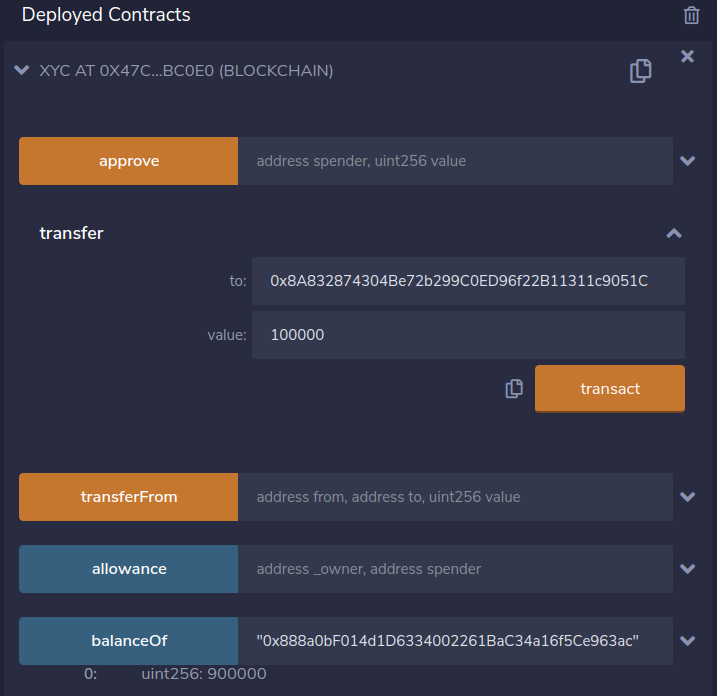 Deployed Contracts
XYC AT 0X47C...BC0E0 (BLOCKCHAIN)
approve address spender, uint256 value
transfer
to: 0x8A832874304Be72b299C0ED96f22B11311c9051C
value: 100000
transact
transferFrom address from, address to, uint256 value
allowance address _owner, address spender
balanceOf "0x888a0bF014d1D6334002261BaC34a16f5Ce963ac"
0: uint256: 900000